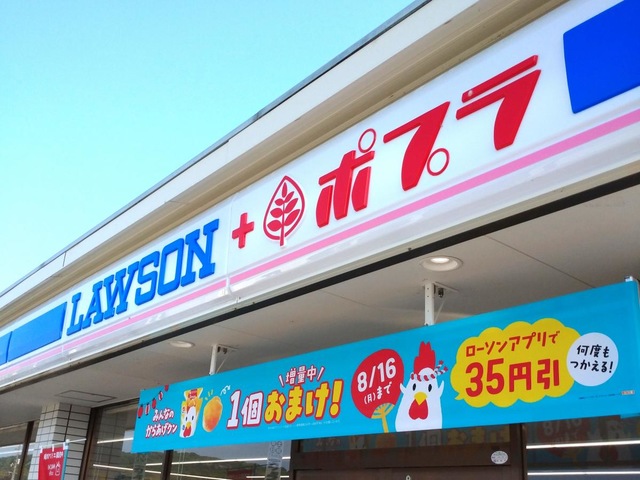 LAWSON + ポプラ
みんなの
からあげクン
増量中
1個おまけ!
8/16
(月)まで
ローソンアプリで
35円引
何度も
つかえる!